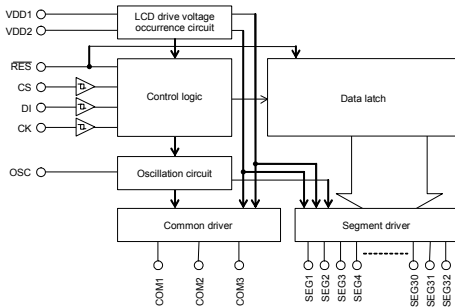 VDD1
VDD2
LCD drive voltage
occurrence circuit
RES
CS
DI
CK
Control logic
Data latch
OSC
Oscillation circuit
Common driver
Segment driver
COM1
COM2
COM3
SEG1
SEG2
SEG3
SEG4
SEG30
SEG31
SEG32